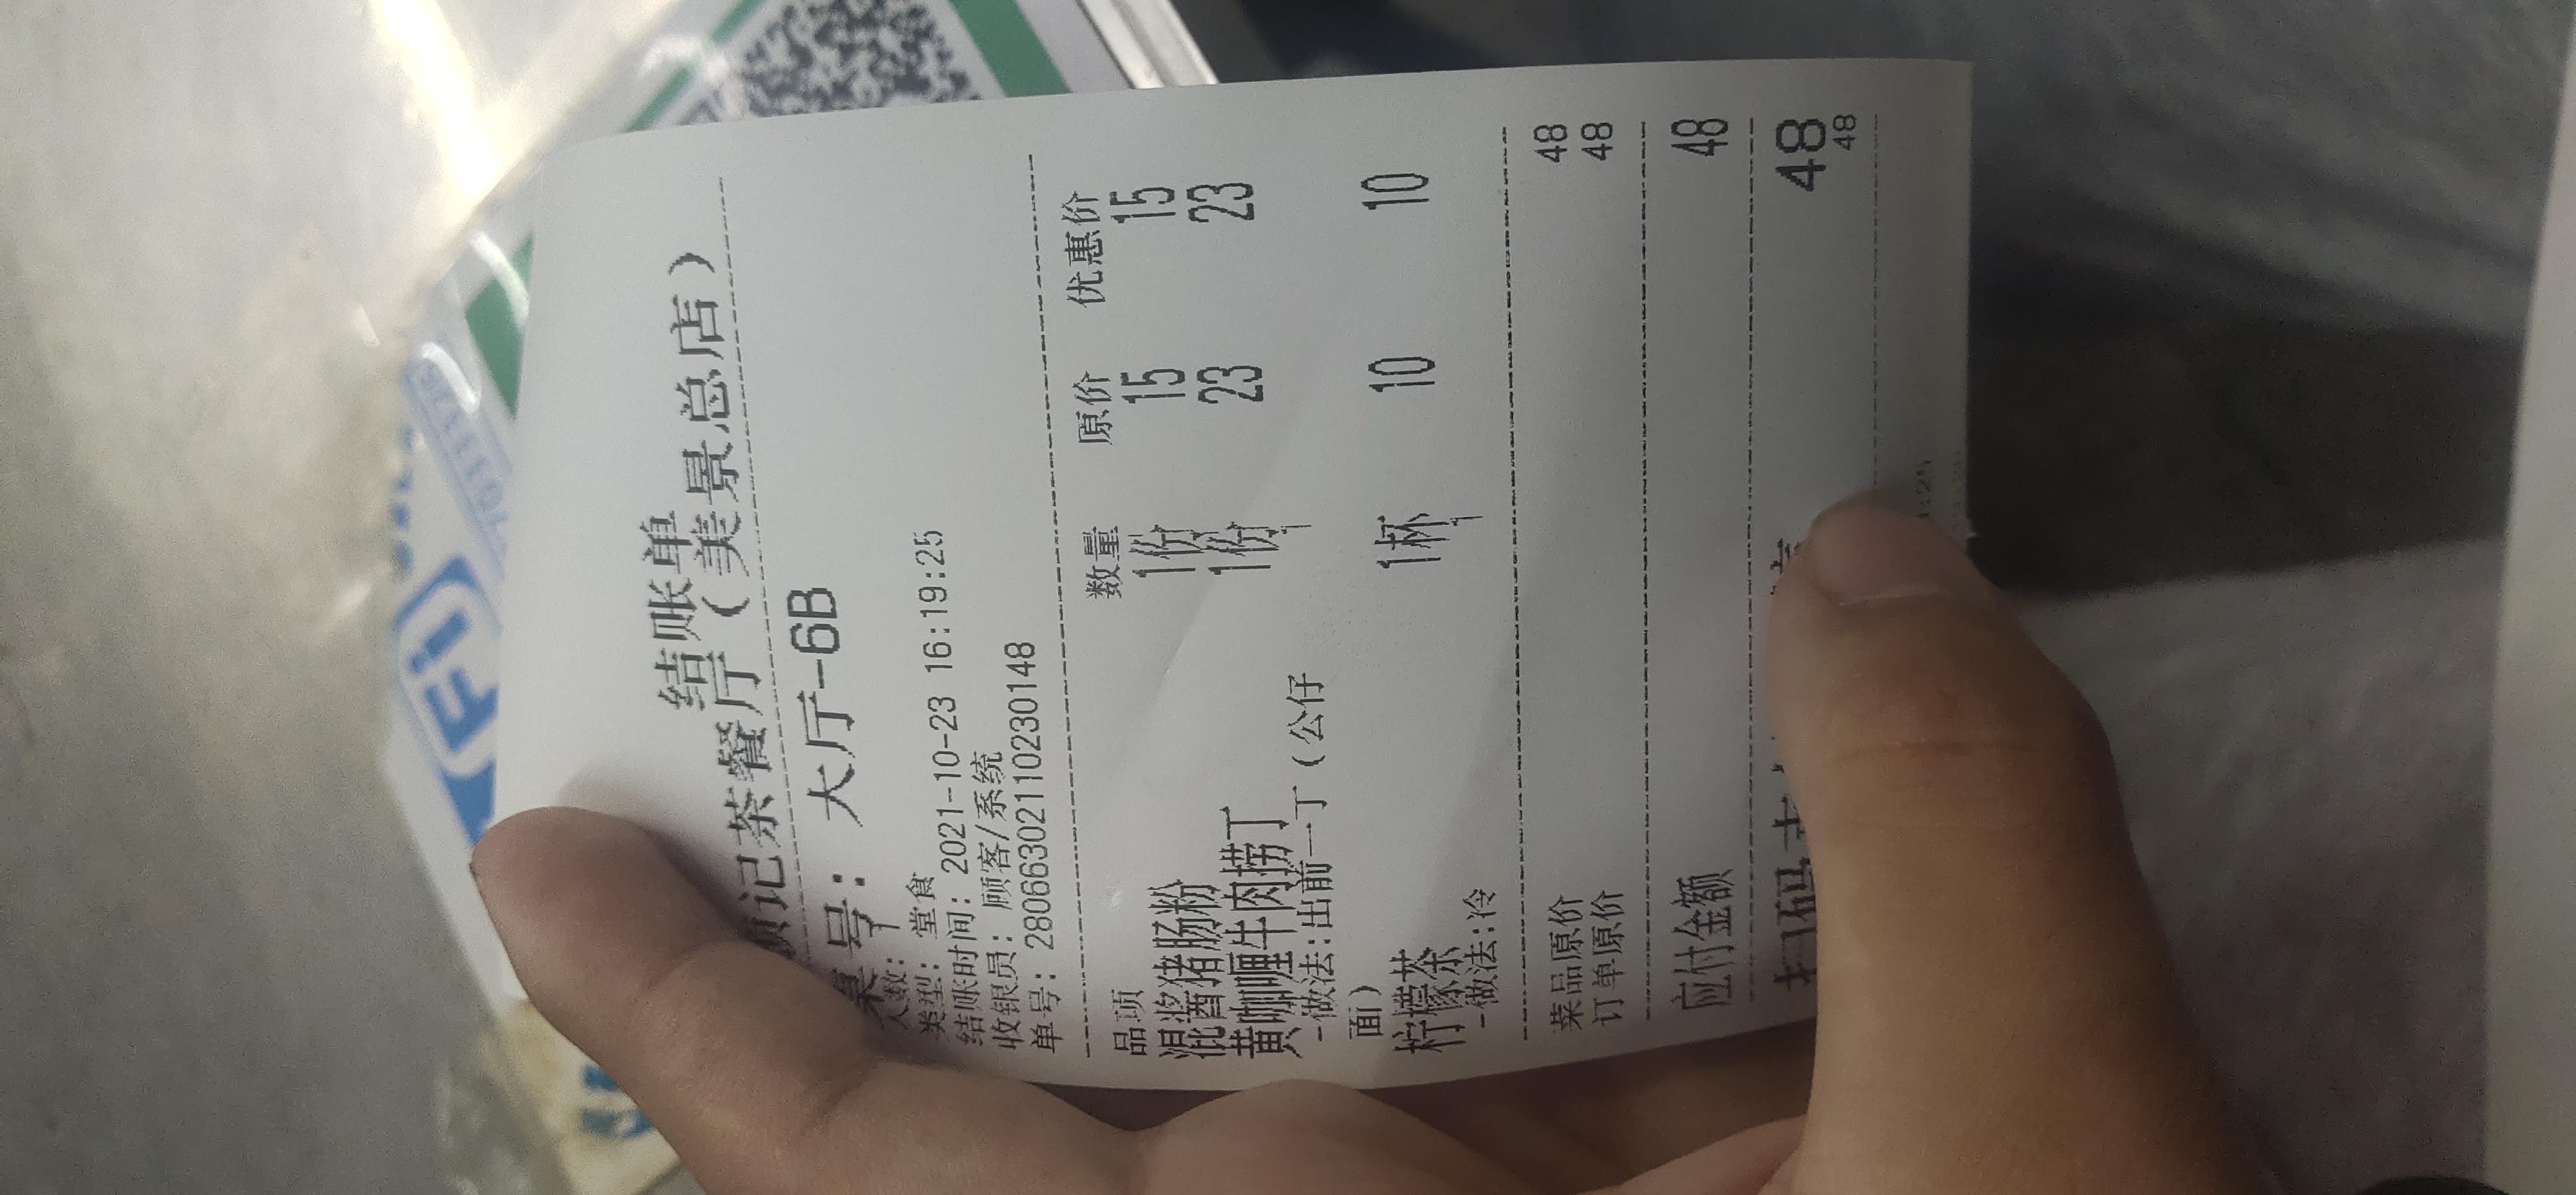 结账单
记茶餐厅（美景总店）
桌号：大厅-6B
人数：
类型：堂食
结账时间：2021-10-23 16:19:25
收银员：顾客/系统
单号：28066302110230148
品项 数量 原价 优惠价
混酱猪肠粉 1份 15 15
黄咖喱牛肉捞丁 1份 23 23
-做法:出前一丁（公仔
面）
柠檬茶 1杯 10 10
-做法:冷
菜品原价 48
订单原价 48
应付金额 48
扫码 48
48